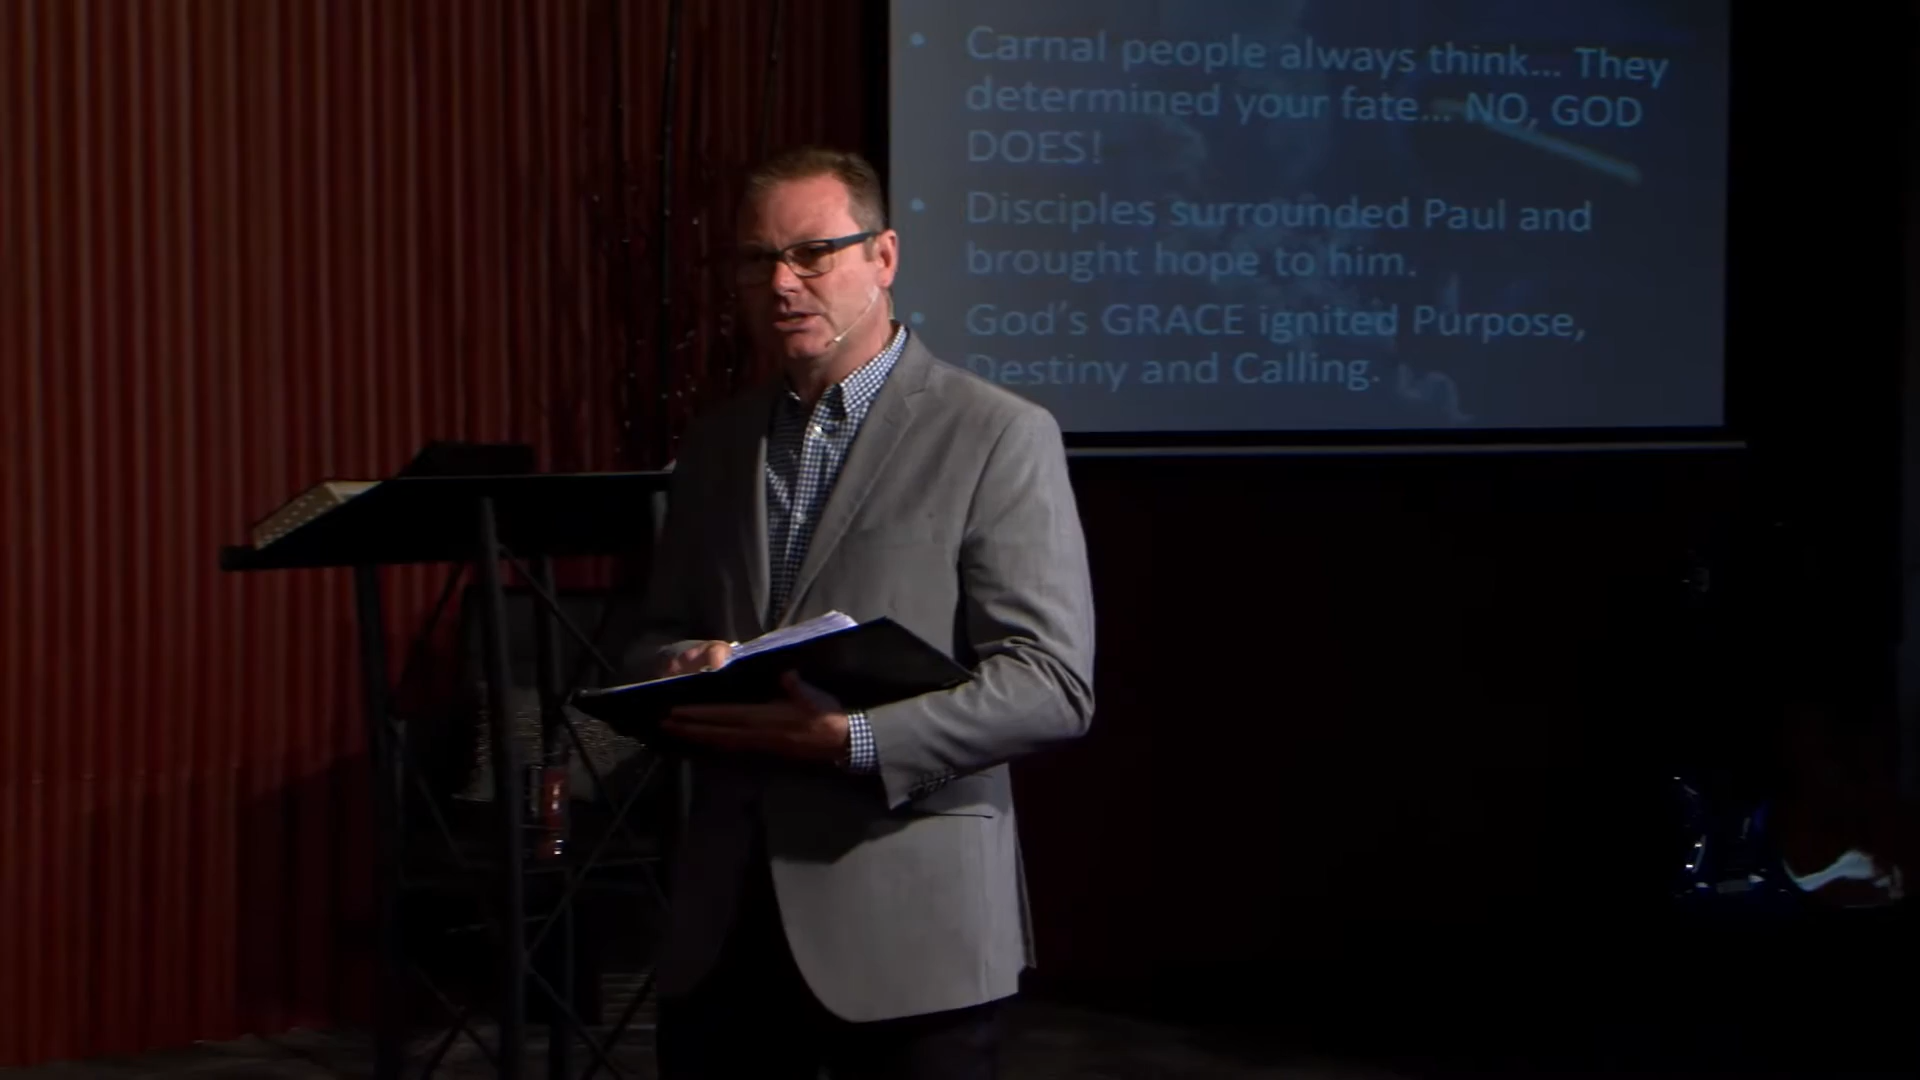 • Carnal people always think... They
determined your fate... NO, GOD
DOES!
• Disciples surrounded Paul and
brought hope to him.
• God's GRACE ignited Purpose,
Destiny and Calling.